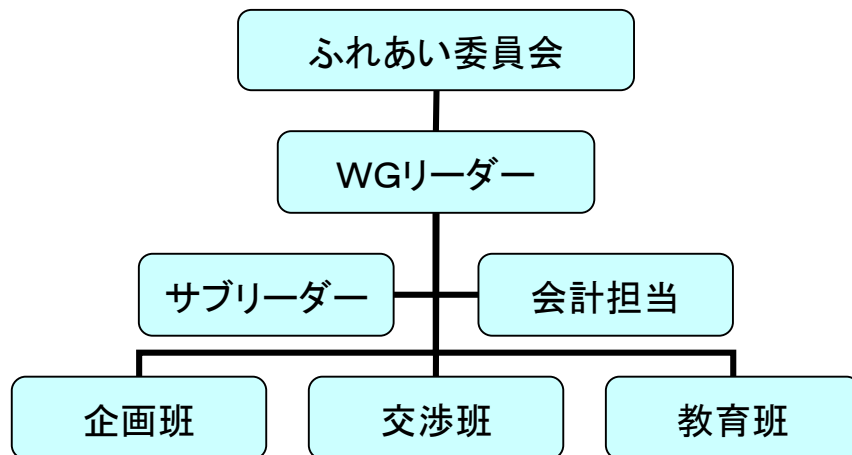 ふれあい委員会
WGリーダー
サブリーダー
会計担当
企画班
交渉班
教育班